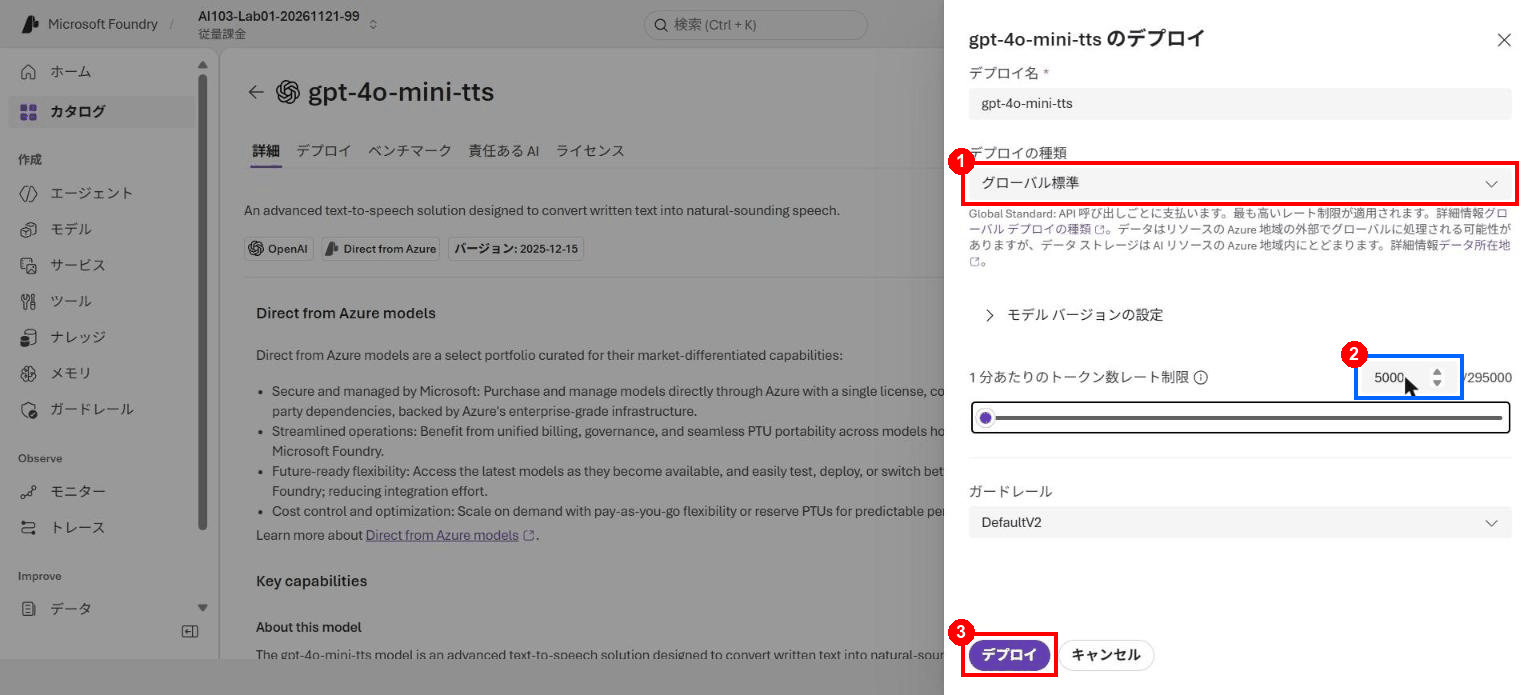 Microsoft Foundry
/
AI103-Lab01-20261121-99
従量課金
検索 (Ctrl + K)
ホーム
カタログ
作成
エージェント
モデル
サービス
ツール
ナレッジ
メモリ
ガードレール
Observe
モニター
トレース
Improve
データ
gpt-4o-mini-tts
詳細 デプロイ ベンチマーク 責任ある AI ライセンス
An advanced text-to-speech solution designed to convert written text into natural-sounding speech.
OpenAI Direct from Azure バージョン: 2025-12-15
Direct from Azure models
Direct from Azure models are a select portfolio curated for their market-differentiated capabilities:
• Secure and managed by Microsoft: Purchase and manage models directly through Azure with a single license, co
party dependencies, backed by Azure's enterprise-grade infrastructure.
• Streamlined operations: Benefit from unified billing, governance, and seamless PTU portability across models ho
Microsoft Foundry.
• Future-ready flexibility: Access the latest models as they become available, and easily test, deploy, or switch bet
Foundry; reducing integration effort.
• Cost control and optimization: Scale on demand with pay-as-you-go flexibility or reserve PTUs for predictable pe
Learn more about Direct from Azure models.
Key capabilities
About this model
The gpt-4o-mini-tts model is an advanced text-to-speech solution designed to convert written text into natural-soun
gpt-4o-mini-tts のデプロイ
デプロイ名 *
gpt-4o-mini-tts
デプロイの種類
1
グローバル標準
Global Standard: API 呼び出しごとに支払います。最も高いレート制限が適用されます。詳細情報グロ
ーバル デプロイの種類。データはリソースの Azure 地域の外部でグローバルに処理される可能性が
ありますが、データ ストレージは AI リソースの Azure 地域内にとどまります。詳細情報データ所在地
。
モデル バージョンの設定
2
1 分あたりのトークン数レート制限 5000 /295000
ガードレール
DefaultV2
3
デプロイ キャンセル